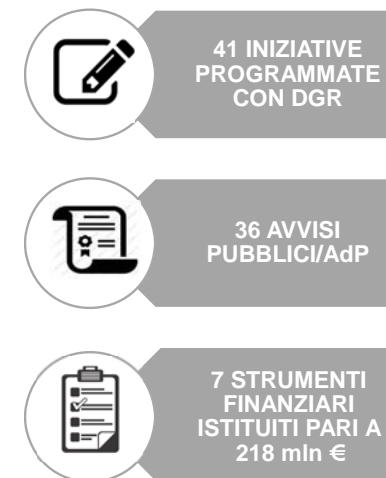 41 INIZIATIVE
PROGRAMMATE
CON DGR
36 AVVISI
PUBBLICI/AdP
7 STRUMENTI
FINANZIARI
ISTITUITI PARI A
218 mln €